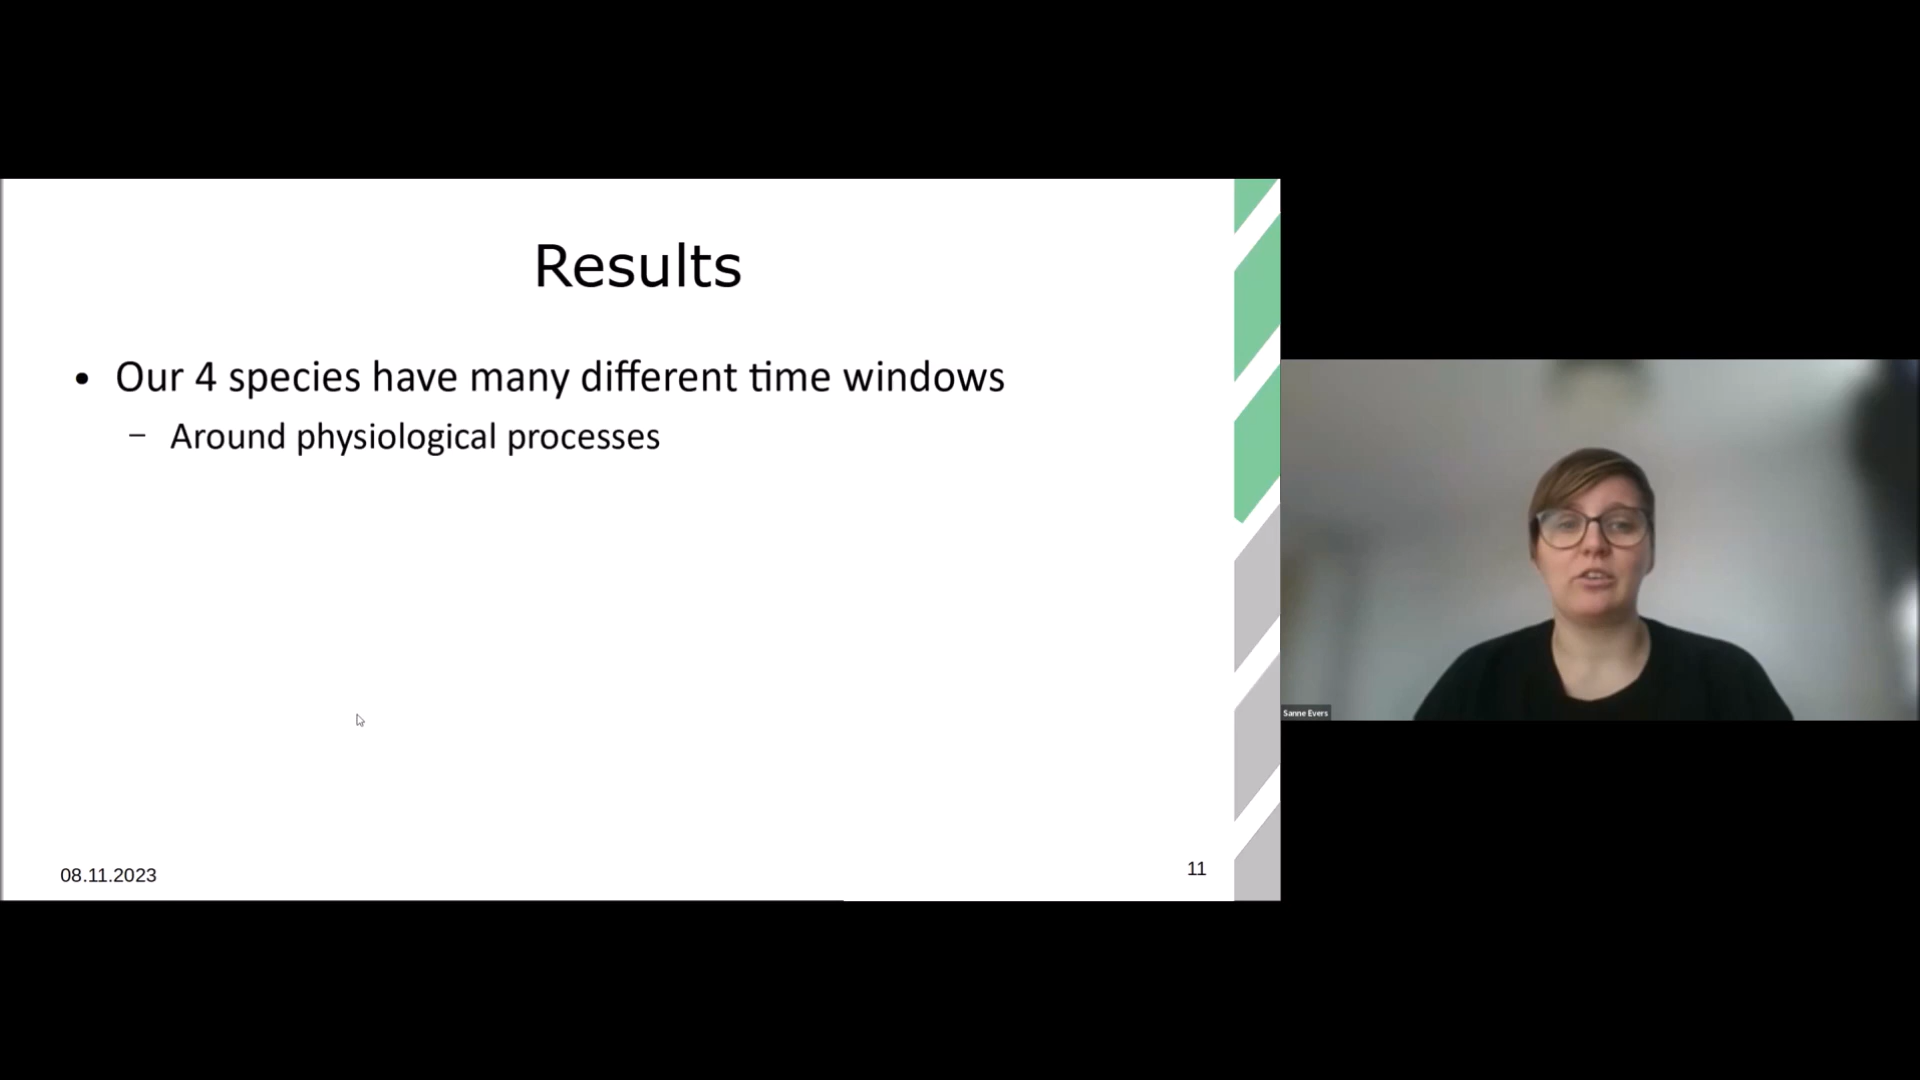 Results
• Our 4 species have many different time windows
– Around physiological processes
08.11.2023
11
Sanne Evers